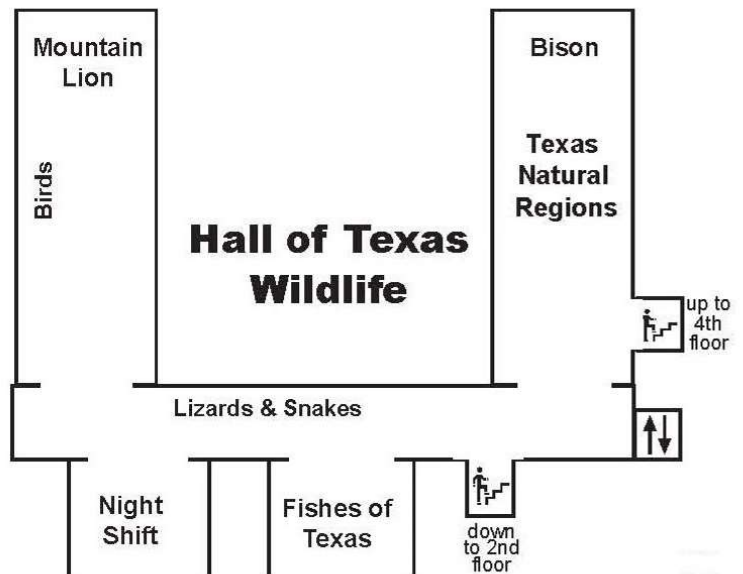 Mountain
Lion
Bison
Birds
Texas
Natural
Regions
Hall of Texas
Wildlife
up to
4th
floor
Lizards & Snakes
Night
Shift
Fishes of
Texas
down
to 2nd
floor